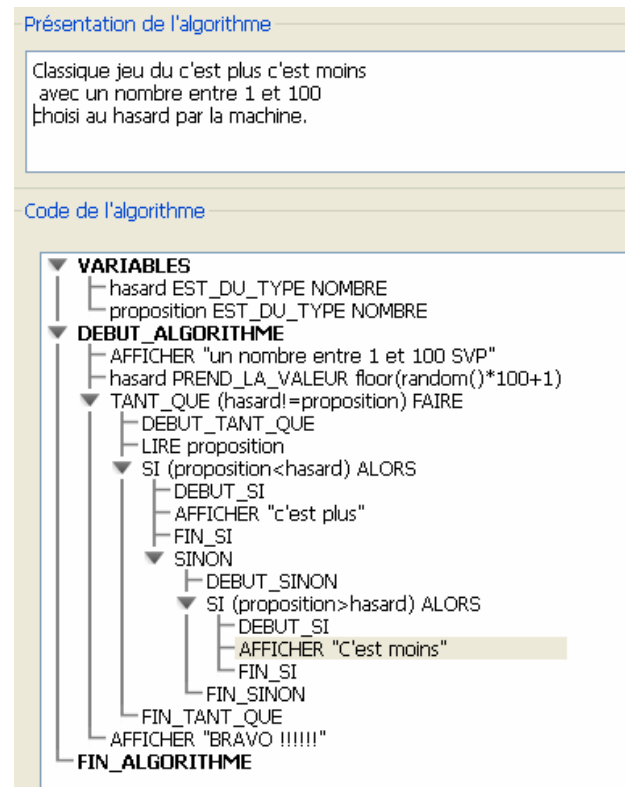 Présentation de l'algorithme
Classique jeu du c'est plus c'est moins
avec un nombre entre 1 et 100
choisi au hasard par la machine.
Code de l'algorithme
VARIABLES
hasard EST_DU_TYPE NOMBRE
proposition EST_DU_TYPE NOMBRE
DEBUT_ALGORITHME
AFFICHER "un nombre entre 1 et 100 SVP"
hasard PREND_LA_VALEUR floor(random()*100+1)
TANT_QUE (hasard!=proposition) FAIRE
DEBUT_TANT_QUE
LIRE proposition
SI (proposition<hasard) ALORS
DEBUT_SI
AFFICHER "c'est plus"
FIN_SI
SINON
DEBUT_SINON
SI (proposition>hasard) ALORS
DEBUT_SI
AFFICHER "C'est moins"
FIN_SI
FIN_SINON
FIN_TANT_QUE
AFFICHER "BRAVO !!!!!!"
FIN_ALGORITHME